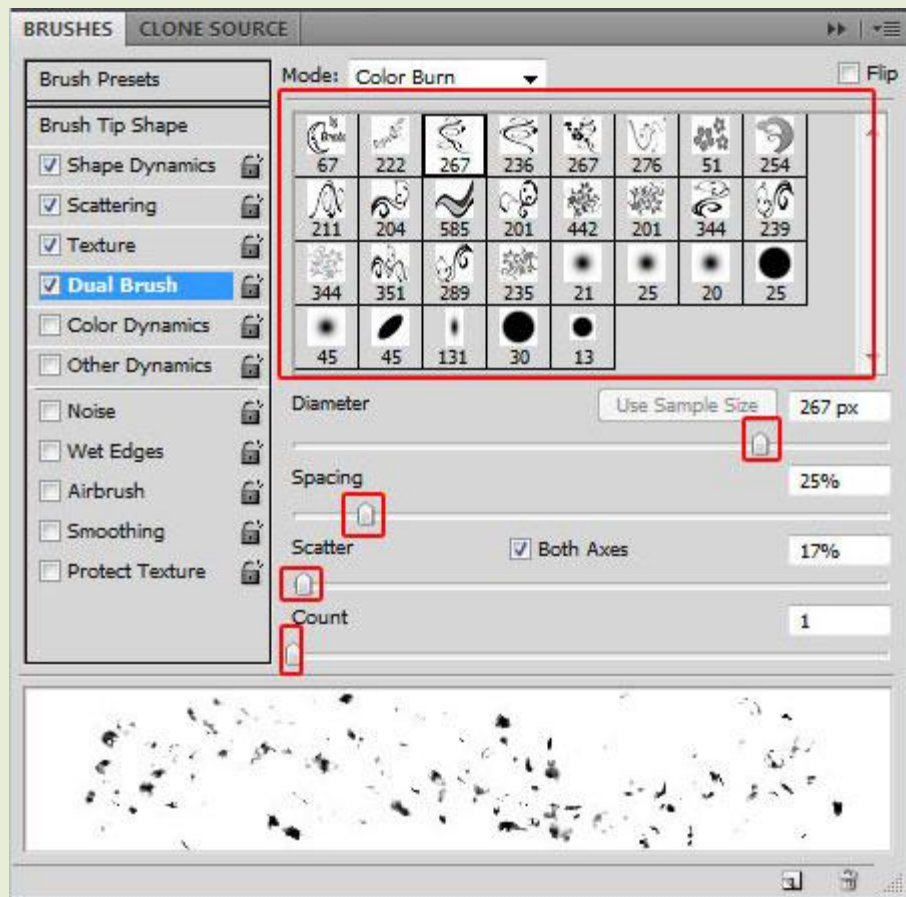 BRUSHES CLONE SOURCE
Brush Presets
Mode: Color Burn Flip
Brush Tip Shape
Shape Dynamics
Scattering
Texture
Dual Brush
Color Dynamics
Other Dynamics
Noise
Wet Edges
Airbrush
Smoothing
Protect Texture
67 222 267 236 267 276 51 254
211 204 585 201 442 201 344 239
344 351 289 235 21 25 20 25
45 45 131 30 13
Diameter Use Sample Size 267 px
Spacing 25%
Scatter Both Axes 17%
Count 1